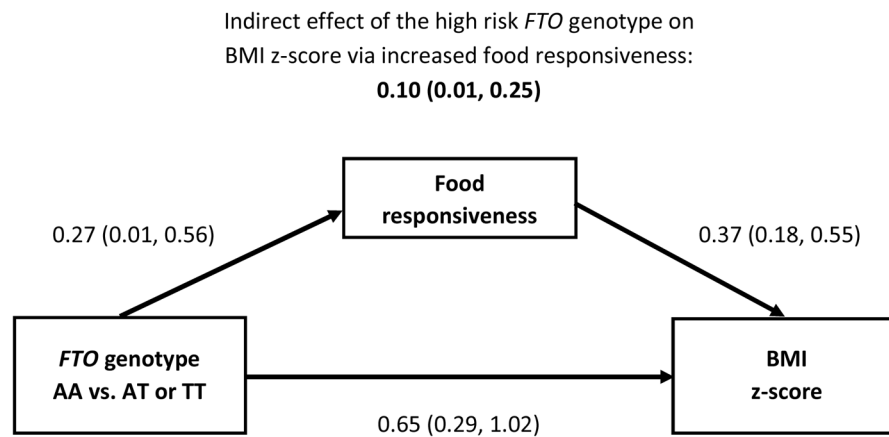 Indirect effect of the high risk FTO genotype on
BMI z-score via increased food responsiveness:
0.10 (0.01, 0.25)
Food
responsiveness
0.27 (0.01, 0.56)
0.37 (0.18, 0.55)
FTO genotype
AA vs. AT or TT
BMI
z-score
0.65 (0.29, 1.02)